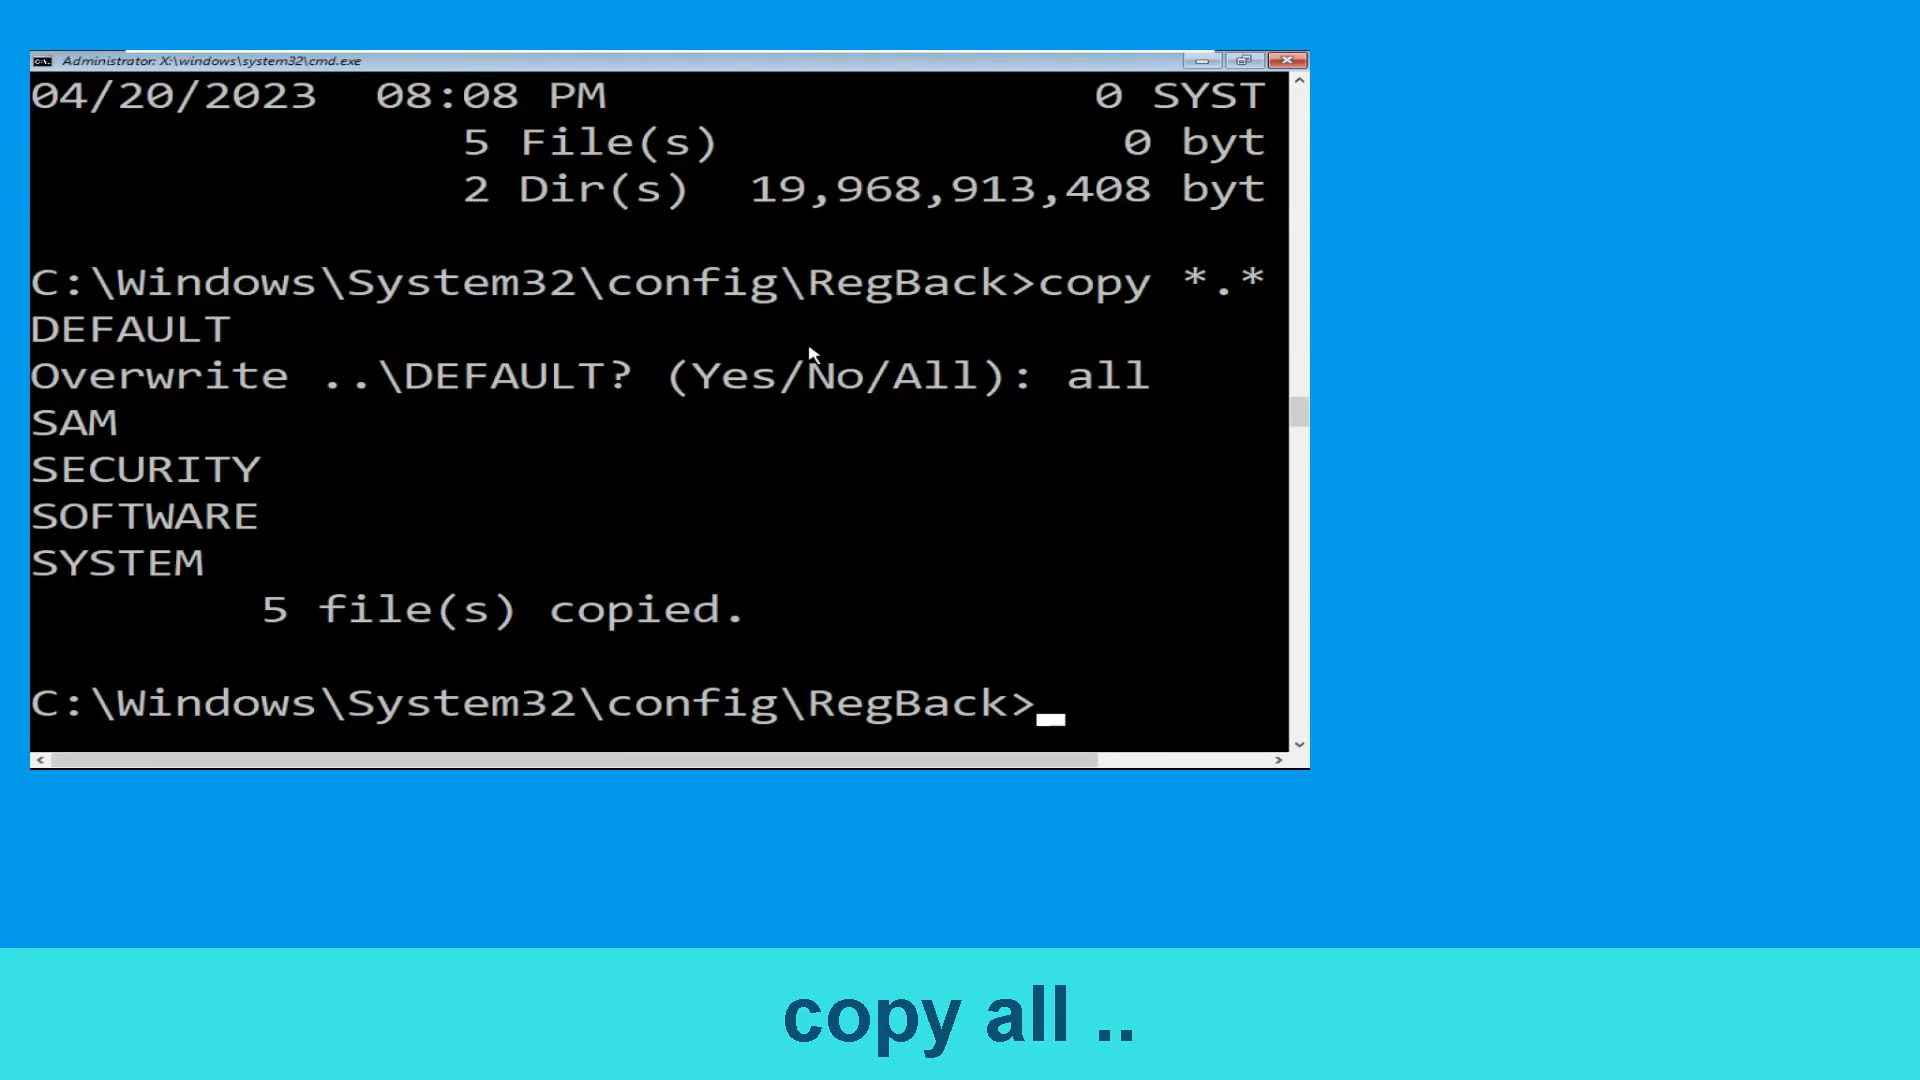 Administrator: X:\windows\system32\cmd.exe
04/20/2023  08:08 PM                 0 SYST
               5 File(s)              0 byt
               2 Dir(s)  19,968,913,408 byt
C:\Windows\System32\config\RegBack>copy *.*
DEFAULT
Overwrite ..\DEFAULT? (Yes/No/All): all
SAM
SECURITY
SOFTWARE
SYSTEM
        5 file(s) copied.
C:\Windows\System32\config\RegBack>
copy all ..